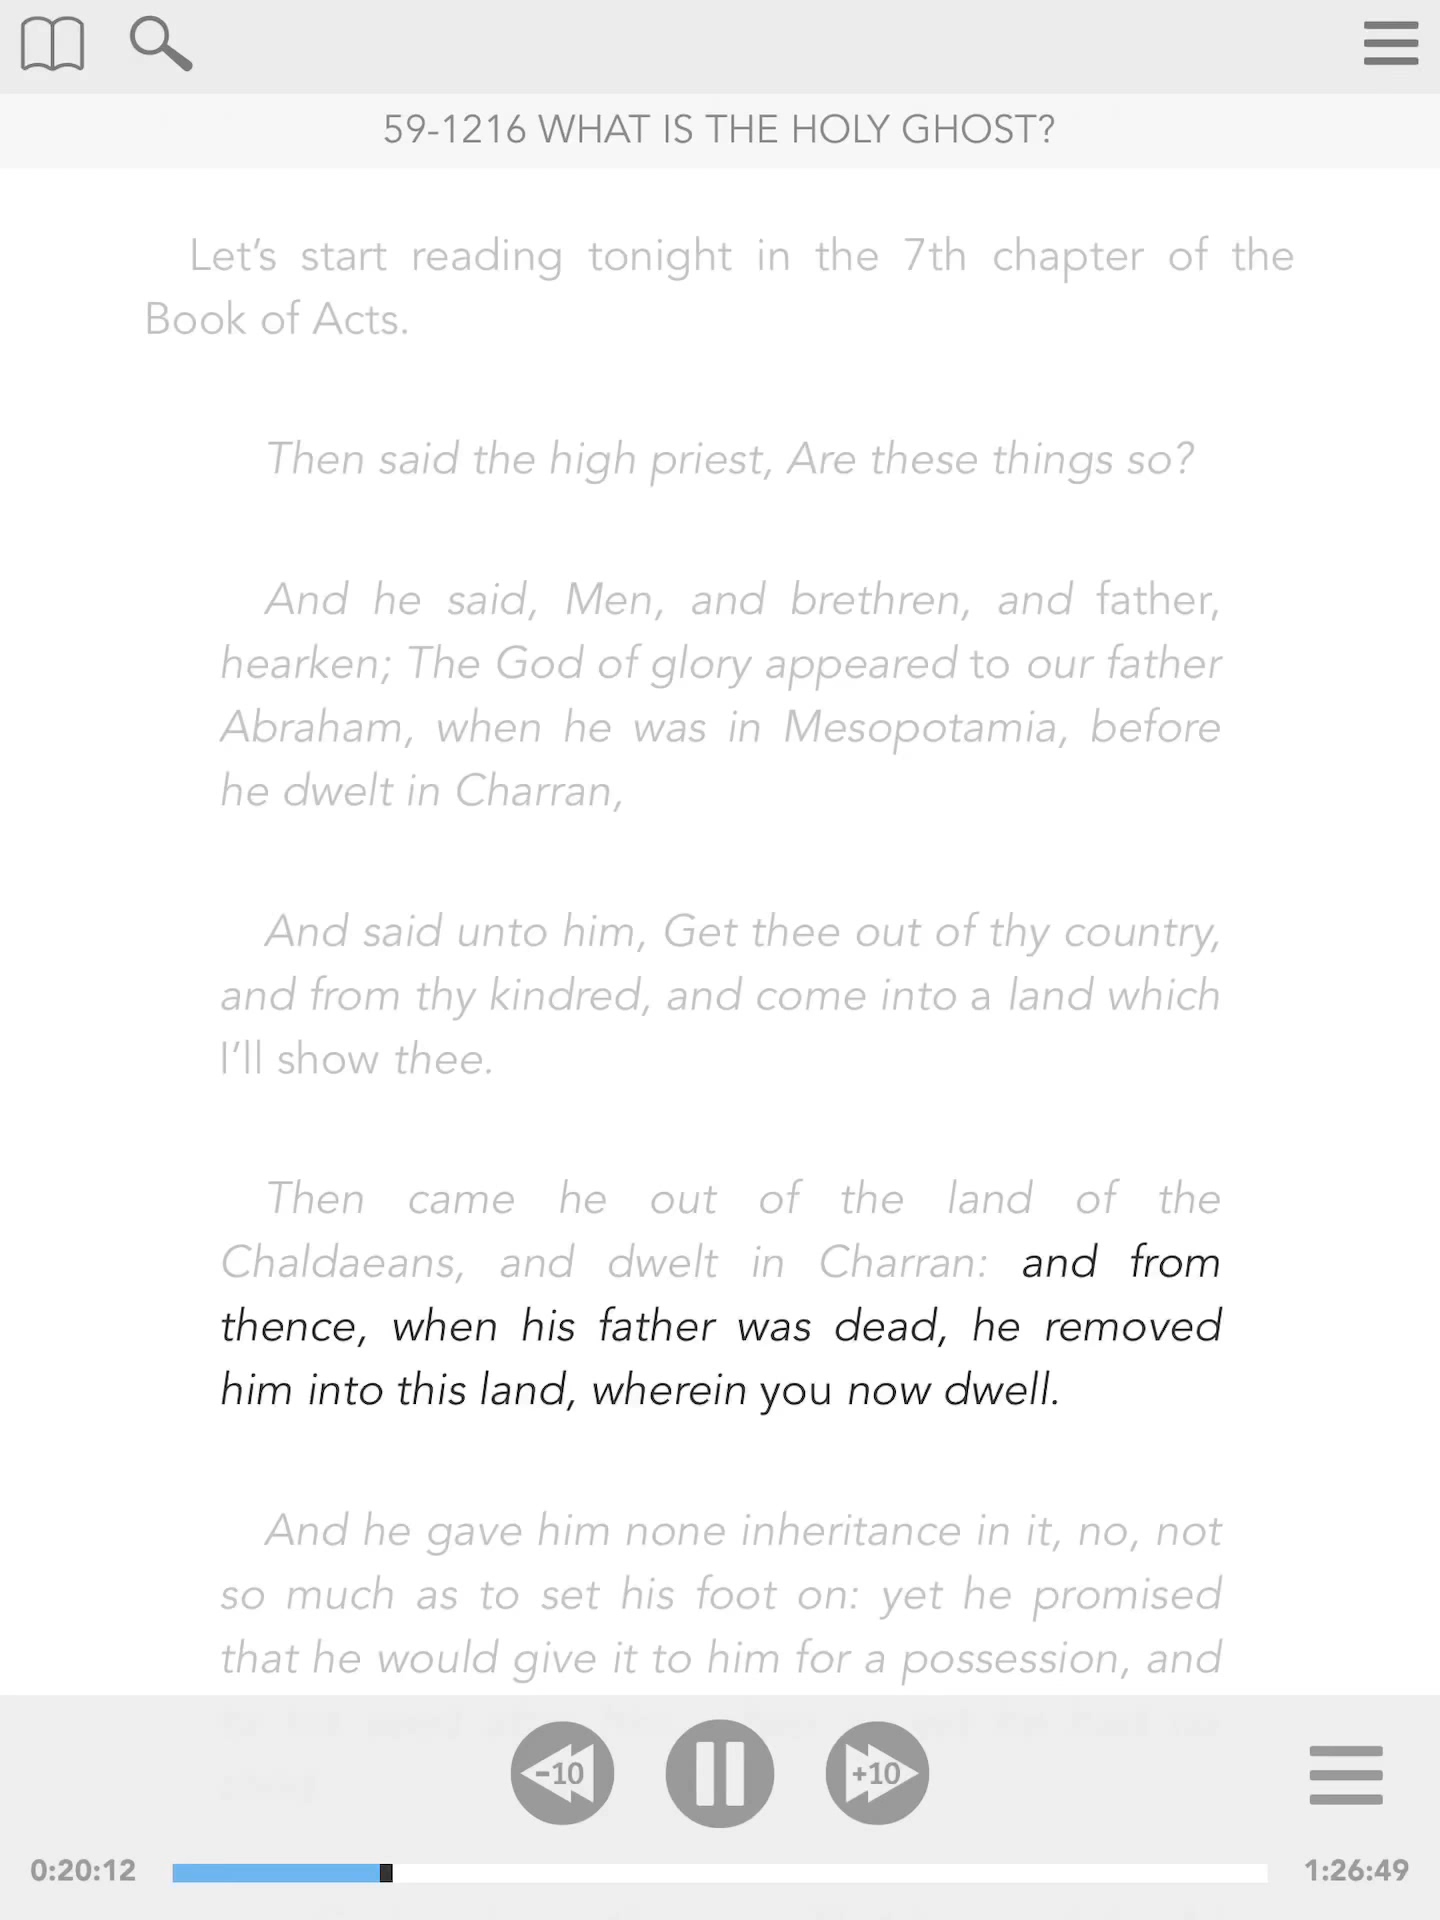 59-1216 WHAT IS THE HOLY GHOST?
Let’s start reading tonight in the 7th chapter of the
Book of Acts.
Then said the high priest, Are these things so?
And he said, Men, and brethren, and father,
hearken; The God of glory appeared to our father
Abraham, when he was in Mesopotamia, before
he dwelt in Charran,
And said unto him, Get thee out of thy country,
and from thy kindred, and come into a land which
I’ll show thee.
Then came he out of the land of the
Chaldaeans, and dwelt in Charran: and from
thence, when his father was dead, he removed
him into this land, wherein you now dwell.
And he gave him none inheritance in it, no, not
so much as to set his foot on: yet he promised
that he would give it to him for a possession, and
-10
+10
0:20:12
1:26:49